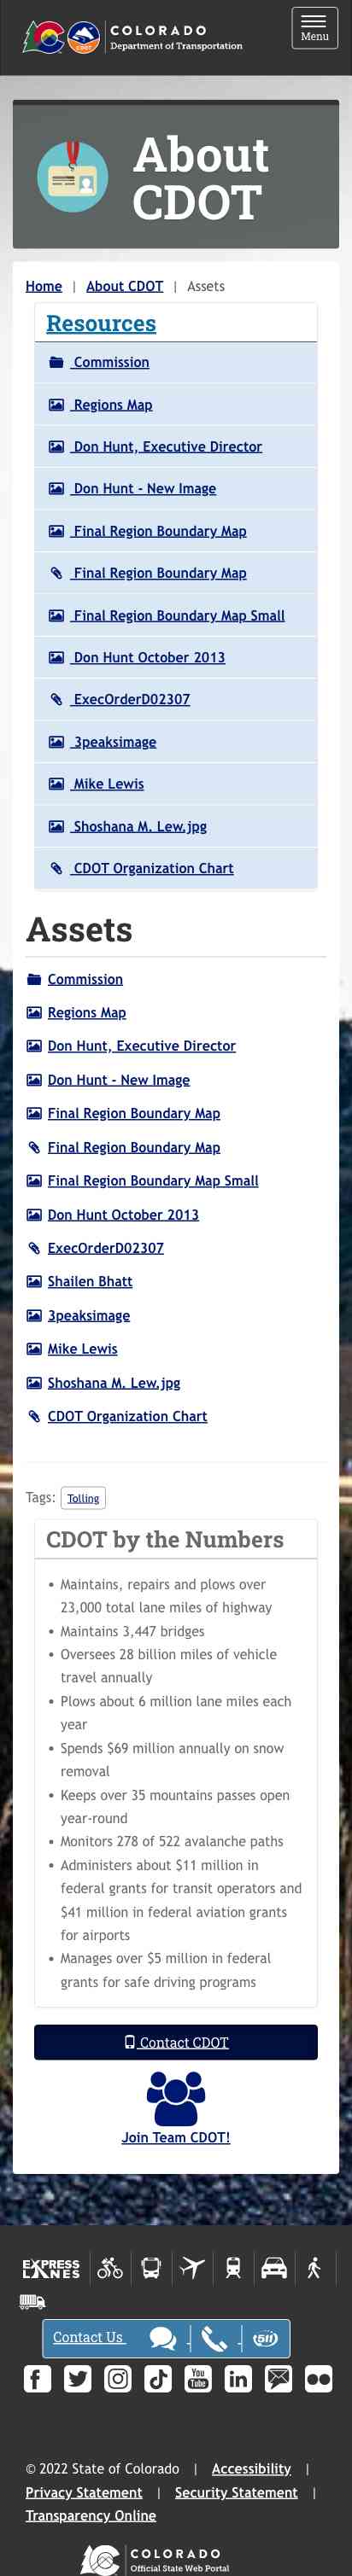 COLORADO
Department of Transportation
Menu
CDOT
About
CDOT
Home | About CDOT | Assets
Resources
Commission
Regions Map
Don Hunt, Executive Director
Don Hunt - New Image
Final Region Boundary Map
Final Region Boundary Map
Final Region Boundary Map Small
Don Hunt October 2013
ExecOrderD02307
3peaksimage
Mike Lewis
Shoshana M. Lew.jpg
CDOT Organization Chart
Assets
Commission
Regions Map
Don Hunt, Executive Director
Don Hunt - New Image
Final Region Boundary Map
Final Region Boundary Map
Final Region Boundary Map Small
Don Hunt October 2013
ExecOrderD02307
Shailen Bhatt
3peaksimage
Mike Lewis
Shoshana M. Lew.jpg
CDOT Organization Chart
Tags: Tolling
CDOT by the Numbers
• Maintains, repairs and plows over
23,000 total lane miles of highway
• Maintains 3,447 bridges
• Oversees 28 billion miles of vehicle
travel annually
• Plows about 6 million lane miles each
year
• Spends $69 million annually on snow
removal
• Keeps over 35 mountains passes open
year-round
• Monitors 278 of 522 avalanche paths
• Administers about $11 million in
federal grants for transit operators and
$41 million in federal aviation grants
for airports
• Manages over $5 million in federal
grants for safe driving programs
Contact CDOT
Join Team CDOT!
EXPRESS
LANES
Contact Us
511
You
Tube
in
© 2022 State of Colorado | Accessibility |
Privacy Statement | Security Statement |
Transparency Online
COLORADO
Official State Web Portal